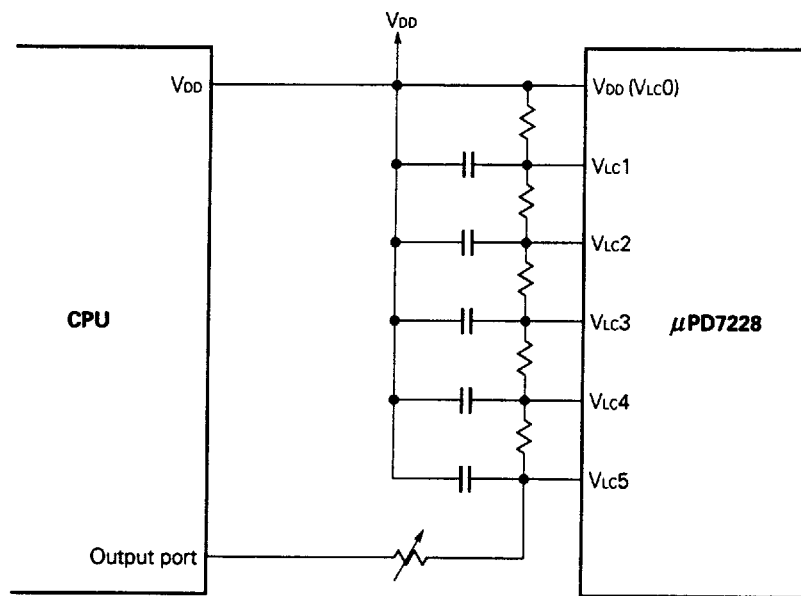 VDD
VDD
VDD (VLC0)
VLC1
VLC2
VLC3
CPU
μPD7228
VLC4
VLC5
Output port